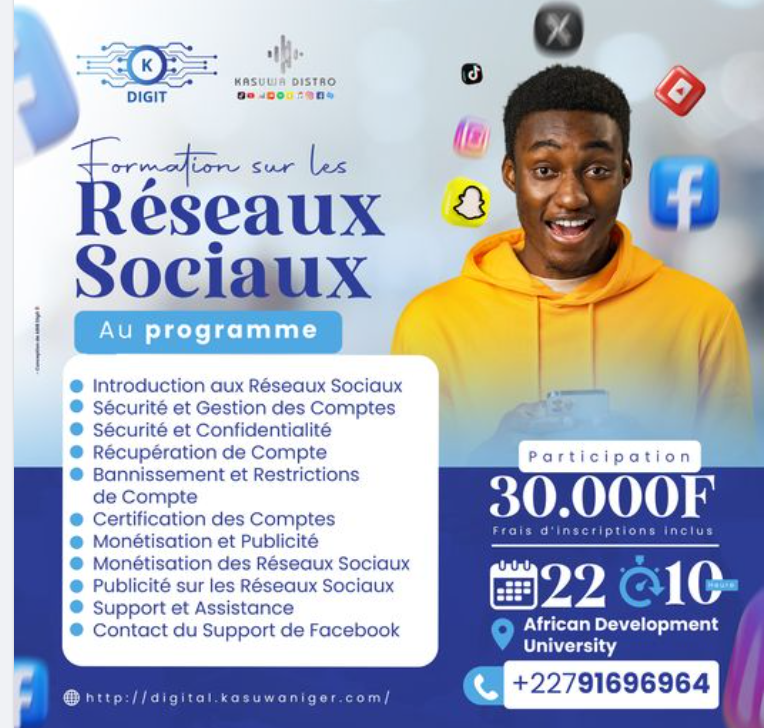 K
DIGIT
KASUWA DISTRO
Formation sur les
Réseaux
Sociaux
Au programme
Introduction aux Réseaux Sociaux
Sécurité et Gestion des Comptes
Sécurité et Confidentialité
Récupération de Compte
Bannissement et Restrictions
de Compte
Certification des Comptes
Monétisation et Publicité
Monétisation des Réseaux Sociaux
Publicité sur les Réseaux Sociaux
Support et Assistance
Contact du Support de Facebook
http://digital.kasuwaniger.com/
Participation
30.000F
Frais d'inscriptions inclus
22 10 Heure
African Development
University
+22791696964